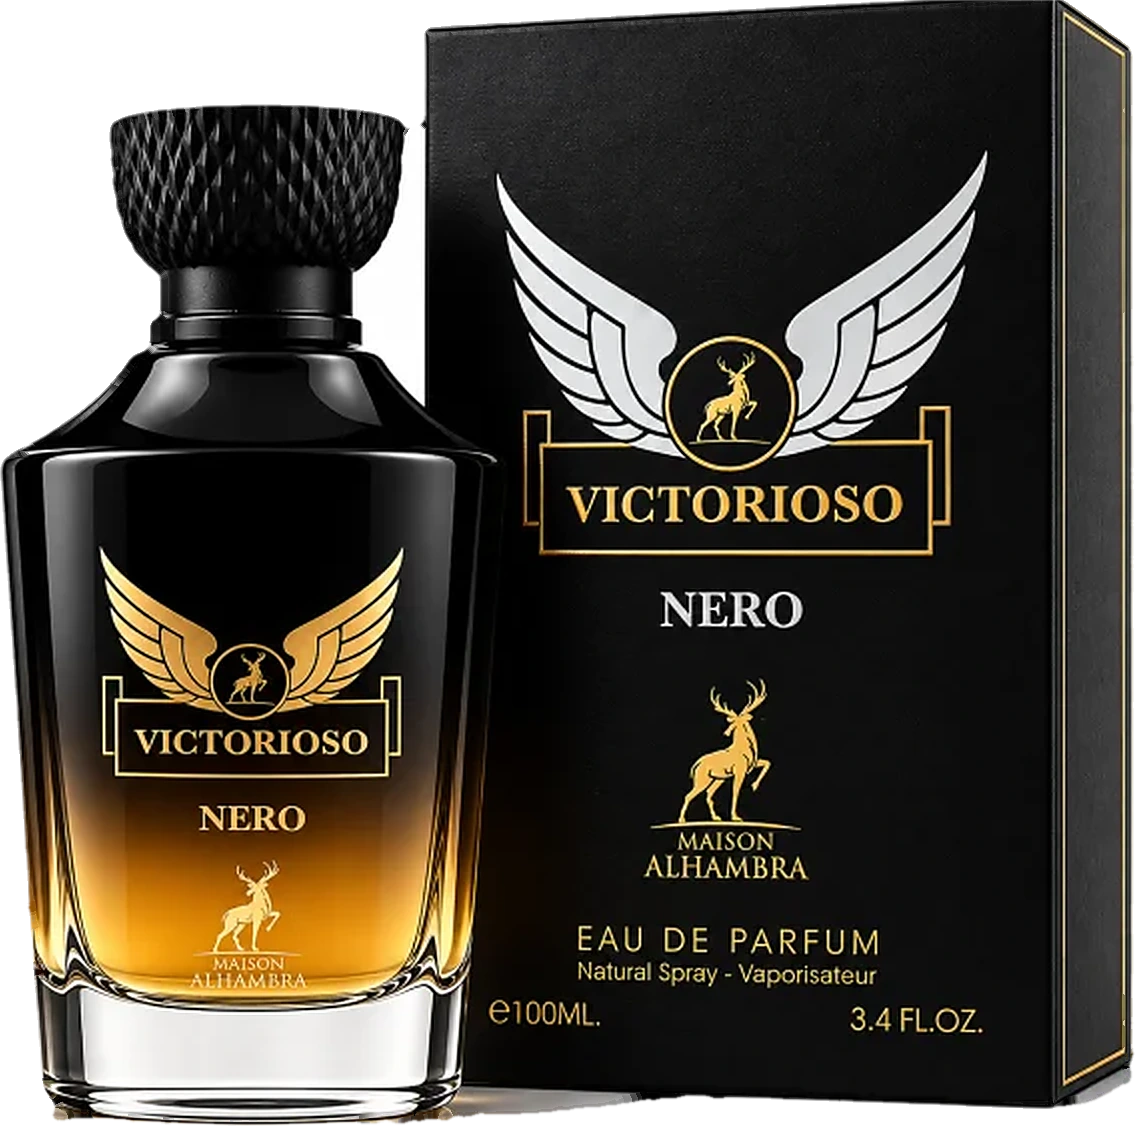 VICTORIOSO
NERO
MAISON
ALHAMBRA
VICTORIOSO
NERO
MAISON
ALHAMBRA
EAU DE PARFUM
Natural Spray - Vaporisateur
℮100ML.
3.4 FL.OZ.